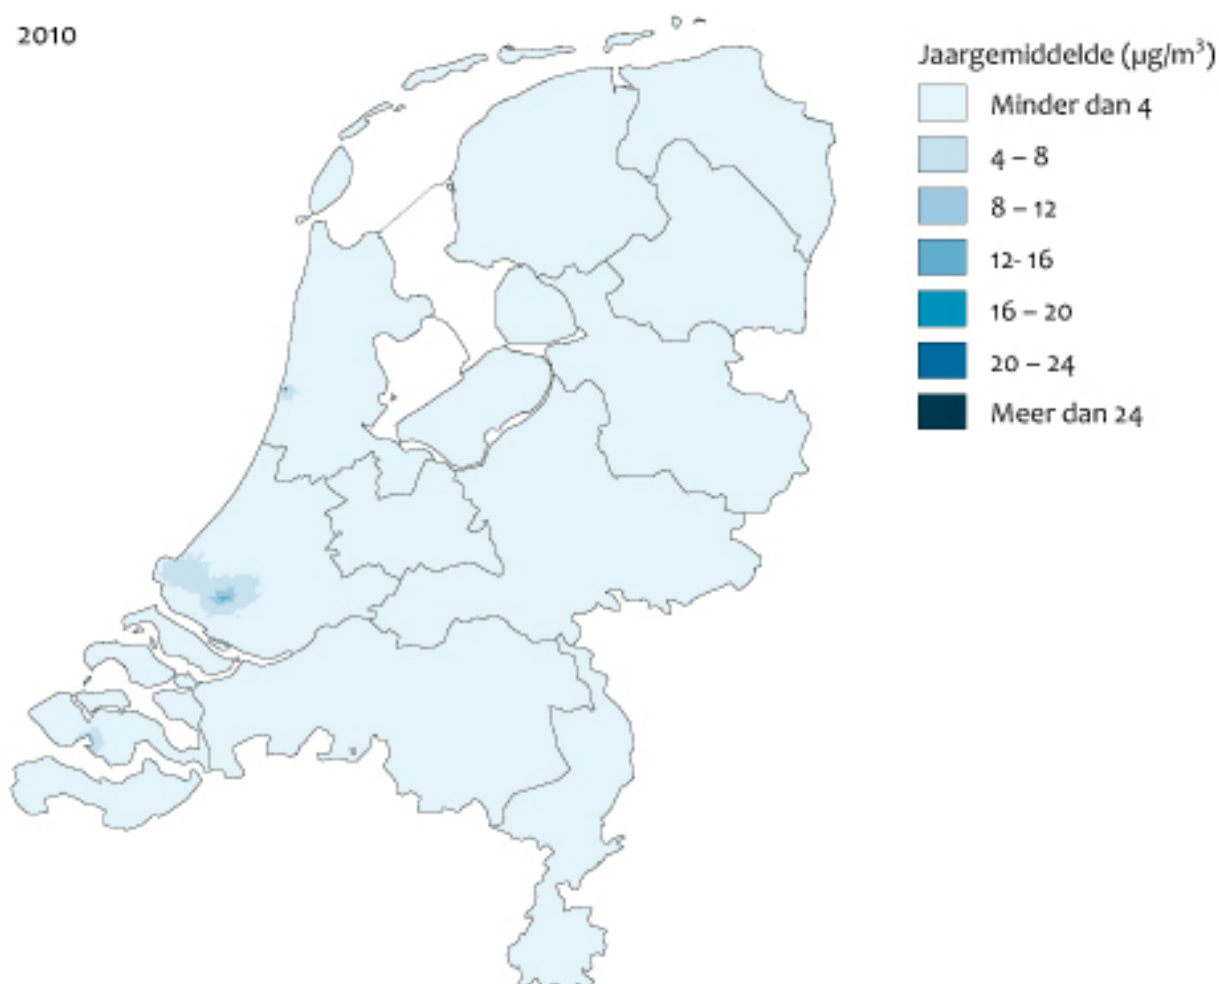 2010
Jaargemiddelde (µg/m³)
Minder dan 4
4 – 8
8 – 12
12- 16
16 – 20
20 – 24
Meer dan 24